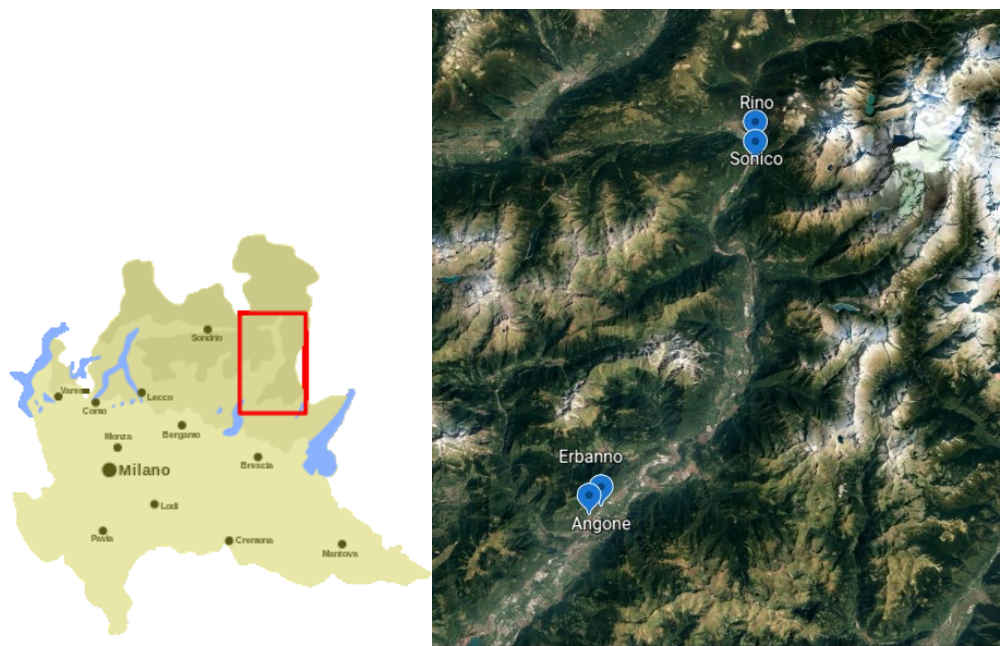 Sondrio
Varese
Como
Lecco
Monza
Bergamo
Milano
Brescia
Lodi
Pavia
Cremona
Mantova
Rino
Sonico
Erbanno
Angone